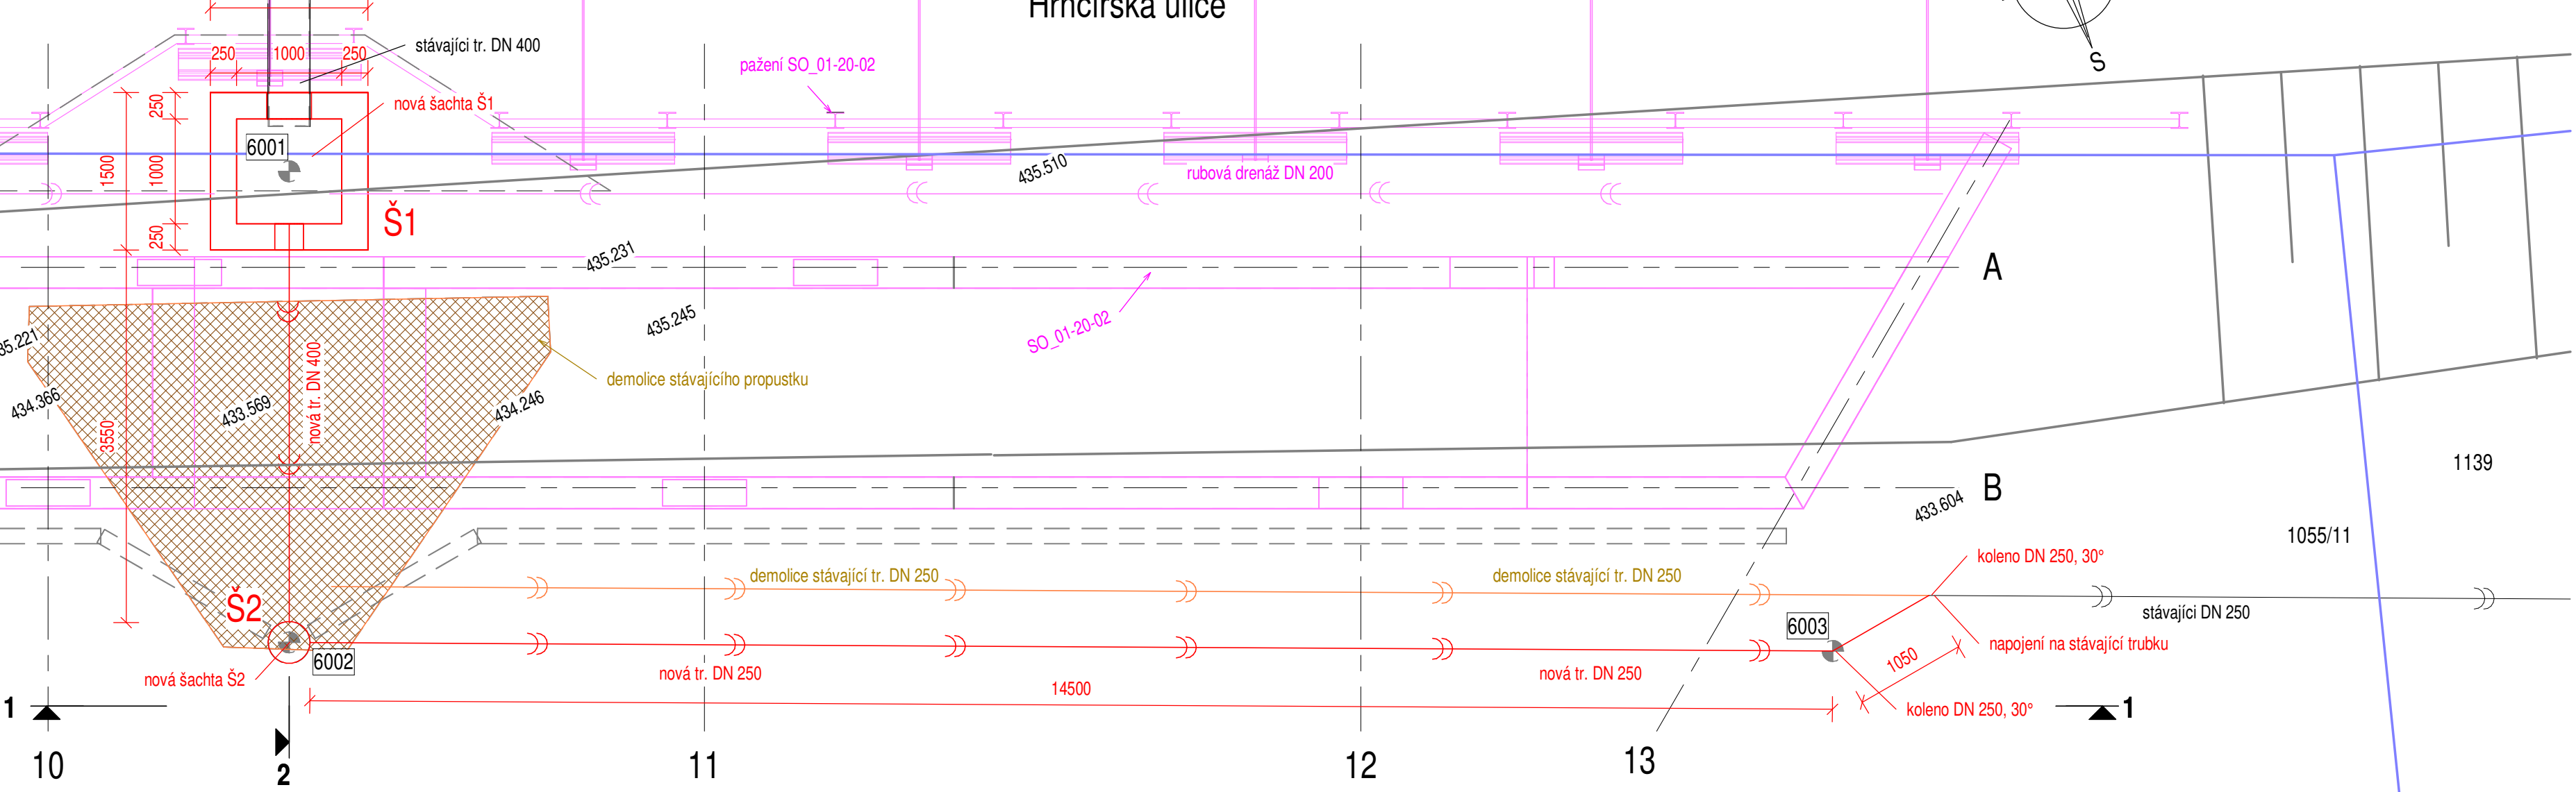 Hrnčířská ulice
S
stávajíci tr. DN 400
250
1000
250
pažení SO_01-20-02
nová šachta Š1
250
1000
250
1500
6001
435.510
rubová drenáž DN 200
Š1
435.231
A
435.245
SO_01-20-02
35.221
nová tr. DN 400
demolice stávajícího propustku
434.366
433.569
434.246
3550
1139
B
433.604
1055/11
koleno DN 250, 30°
demolice stávající tr. DN 250
demolice stávající tr. DN 250
Š2
stávajíci DN 250
6003
napojení na stávající trubku
6002
1050
nová šachta Š2
nová tr. DN 250
nová tr. DN 250
14500
koleno DN 250, 30°
1
1
10
11
12
13
2